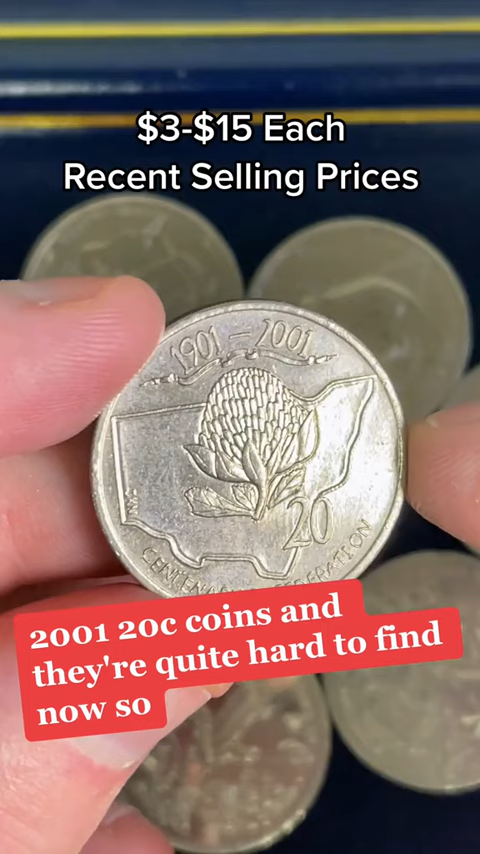 $3-$15 Each
Recent Selling Prices
1901 – 2001
20
2001 20c coins and
they're quite hard to find
now so